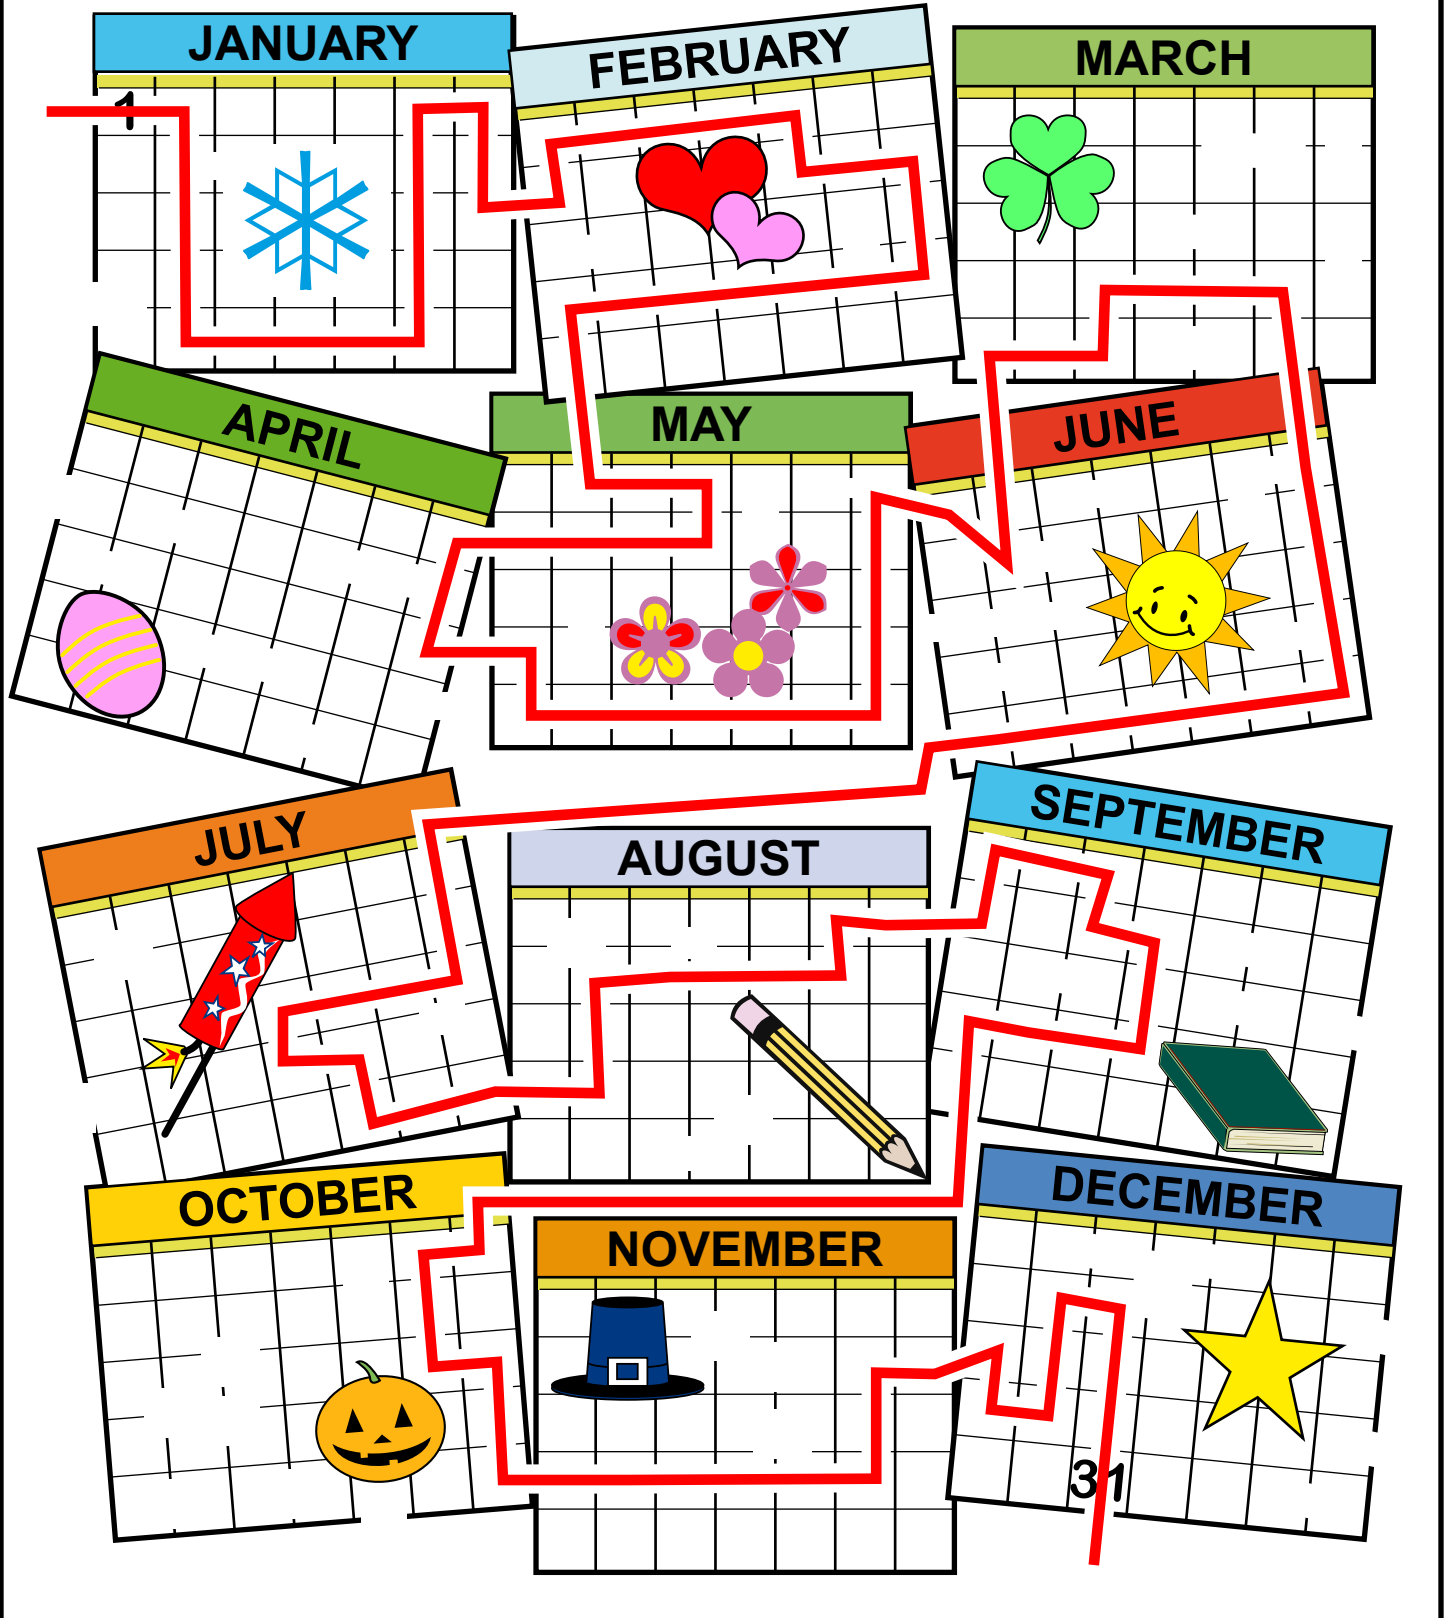 JANUARY
FEBRUARY
MARCH
1
APRIL
MAY
JUNE
JULY
AUGUST
SEPTEMBER
OCTOBER
NOVEMBER
DECEMBER
31